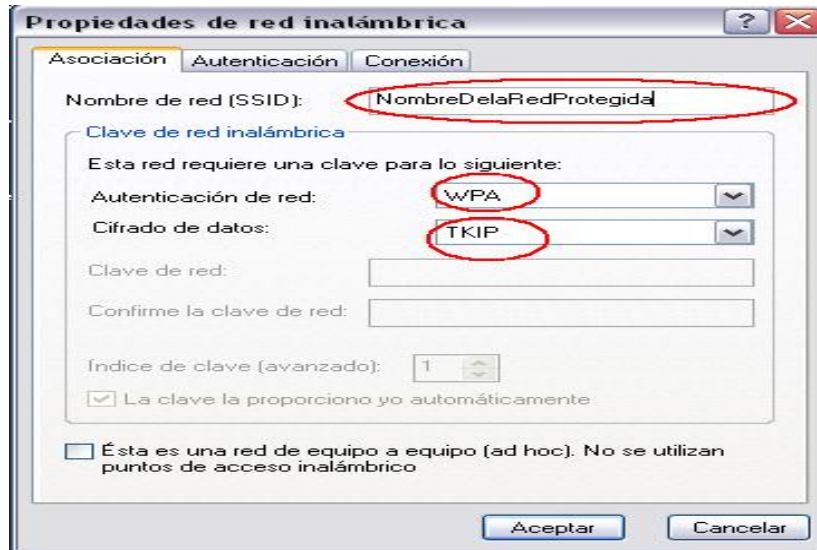 Propiedades de red inalámbrica
Asociación Autenticación Conexión
Nombre de red (SSID): NombreDelaRedProtegida
Clave de red inalámbrica
Esta red requiere una clave para lo siguiente:
Autenticación de red: WPA
Cifrado de datos: TKIP
Clave de red:
Confirme la clave de red:
Índice de clave (avanzado): 1
La clave la proporciono yo automáticamente
Ésta es una red de equipo a equipo (ad hoc). No se utilizan
puntos de acceso inalámbrico
Aceptar Cancelar